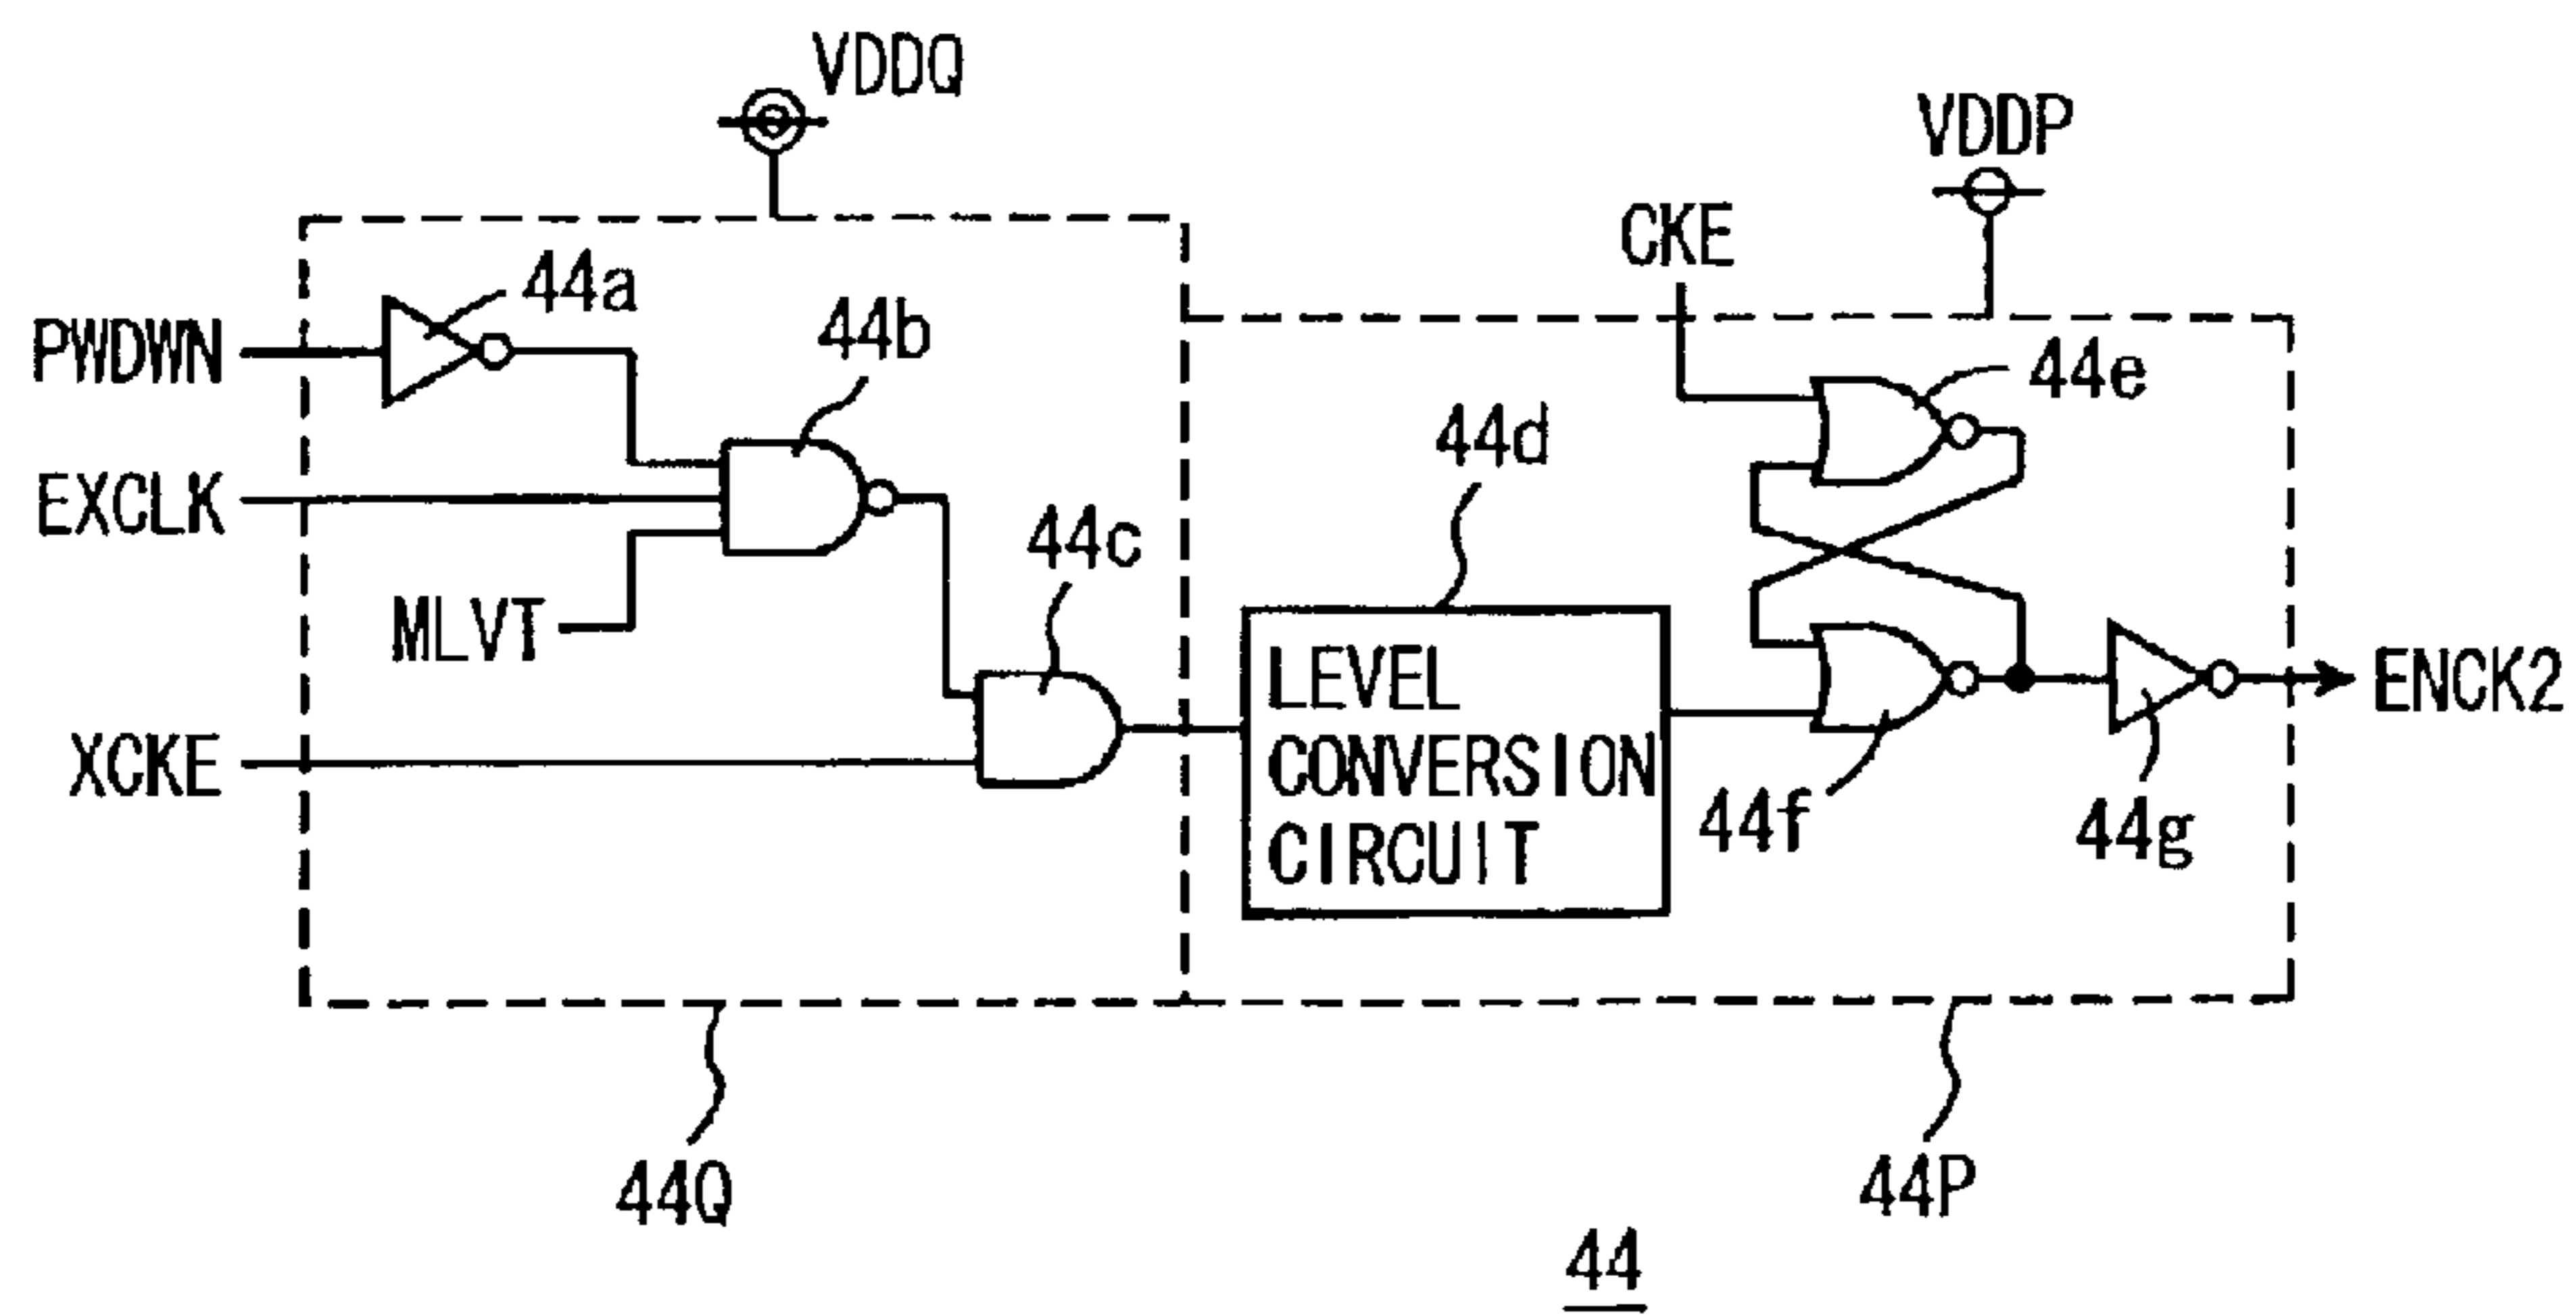 VDDQ
VDDP
CKE
44a
PWDWN
44b
44e
44d
EXCLK
44c
MLVT
LEVEL
CONVERSION
CIRCUIT
ENCK2
XCKE
44f
44g
44Q
44P
44